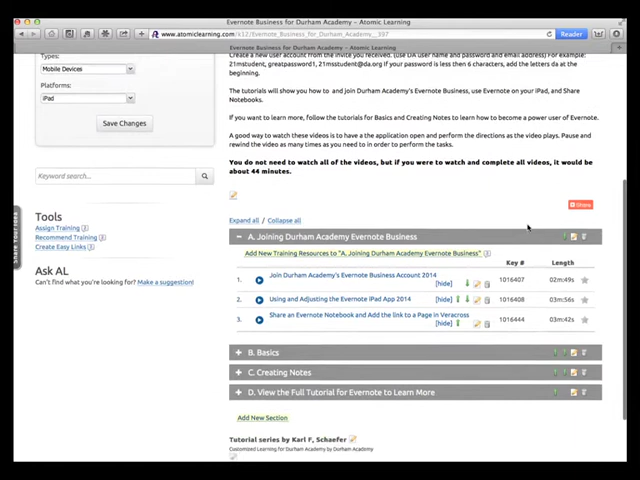 Evernote Business for Durham Academy – Atomic Learning
www.atomiclearning.com/k12/Evernote_Business_for_Durham_Academy__397
Reader
Evernote Business for Durham Academy – Atomic Learning
Types:
Mobile Devices
Platforms:
iPad
Save Changes
Keyword search...
Tools
Assign Training
Recommend Training
Create Easy Links
Ask AL
Can't find what you're looking for? Make a suggestion!
Share Your Idea
Create a new user account from the invite you received. (use DA user name and password and email address) For example:
21mstudent, greatpassword1, 21mstudent@da.org if your password is less then 6 characters, add the letters da at the
beginning.
The tutorials will show you how to and join Durham Academy's Evernote Business, use Evernote on your iPad, and Share
Notebooks.
If you want to learn more, follow the tutorials for Basics and Creating Notes to learn how to become a power user of Evernote.
A good way to watch these videos is to have the application open and perform the directions as the video plays. Pause and
rewind the video as many times as you need to in order to perform the tasks.
You do not need to watch all of the videos, but if you were to watch and complete all videos, it would be
about 44 minutes.
Share
Expand all / Collapse all
A. Joining Durham Academy Evernote Business
Add New Training Resources to "A. Joining Durham Academy Evernote Business"
Key # Length
1. Join Durham Academy's Evernote Business Account 2014 [hide] 1016407 02m:49s
2. Using and Adjusting the Evernote iPad App 2014 [hide] 1016408 03m:56s
3. Share an Evernote Notebook and Add the link to a Page in Veracross [hide] 1016444 03m:42s
B. Basics
C. Creating Notes
D. View the Full Tutorial for Evernote to Learn More
Add New Section
Tutorial series by Karl F. Schaefer
Customized Learning for Durham Academy by Durham Academy